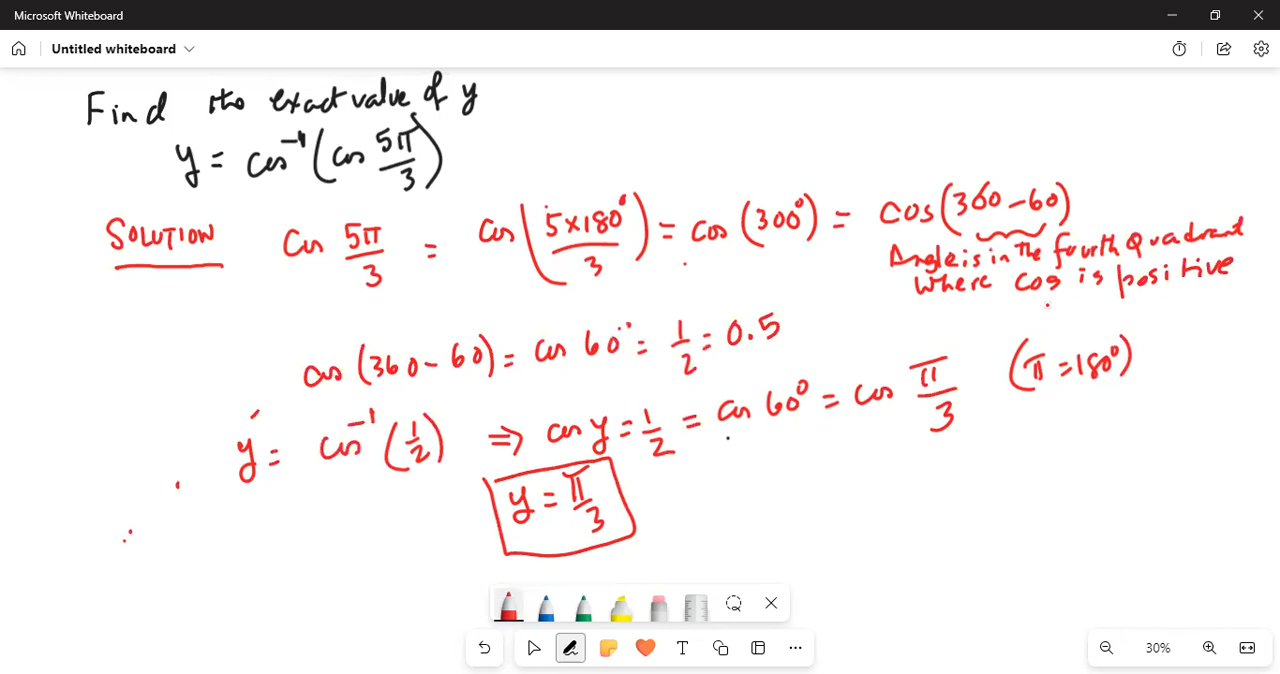 Microsoft Whiteboard
Untitled whiteboard
Find the exact value of y
y = cos⁻¹(cos 5π/3)
SOLUTION cos 5π/3 = cos(5×180°/3) = cos(300°) = cos(360-60)
Angle is in the fourth Quadrant
where cos is positive
cos(360-60) = cos 60° = 1/2 = 0.5
y = cos⁻¹(1/2) ⇒ cos y = 1/2 = cos 60° = cos π/3 (π = 180°)
y = π/3
T
30%